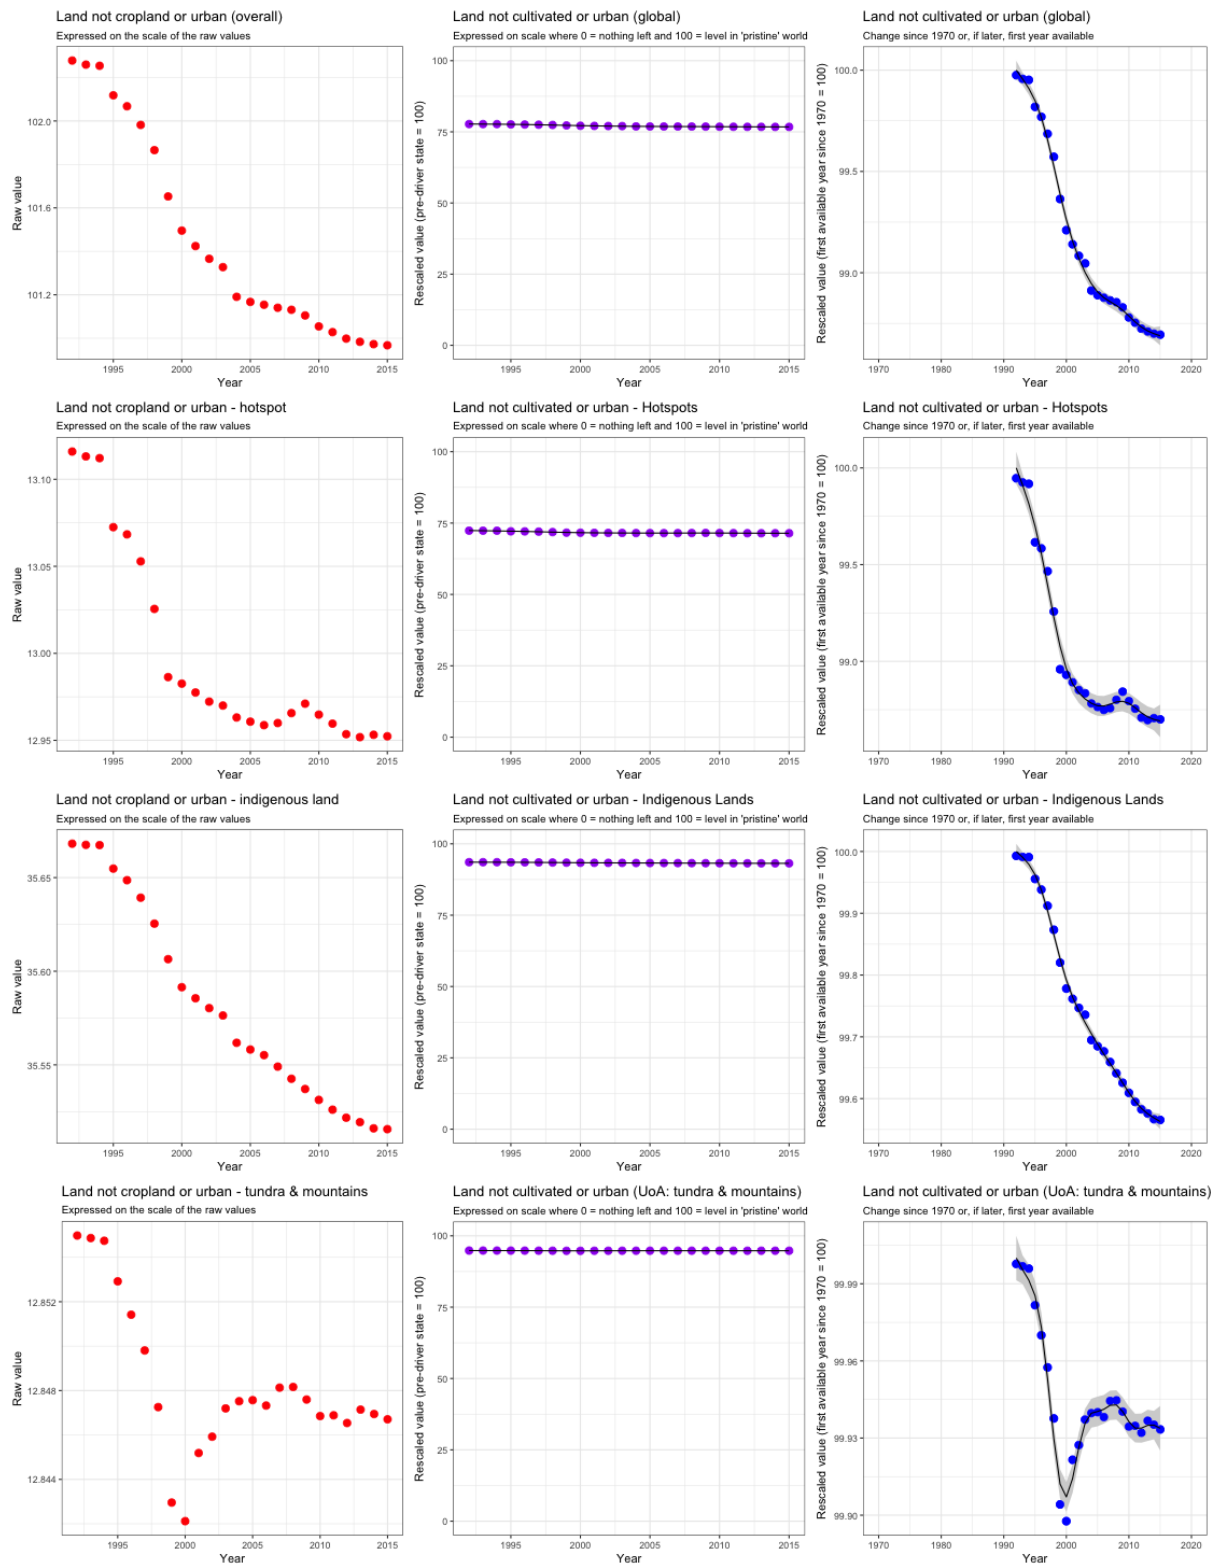 Land not cropland or urban (overall)
Expressed on the scale of the raw values
102.0
101.6
101.2
Raw value
1995
2000
2005
2010
2015
Year
Land not cultivated or urban (global)
Expressed on scale where 0 = nothing left and 100 = level in 'pristine' world
100
75
50
25
0
Rescaled value (pre-driver state = 100)
1995
2000
2005
2010
2015
Year
Land not cultivated or urban (global)
Change since 1970 or, if later, first year available
100.0
99.5
99.0
Rescaled value (first available year since 1970 = 100)
1970
1980
1990
2000
2010
2020
Year
Land not cropland or urban - hotspot
Expressed on the scale of the raw values
13.10
13.05
13.00
12.95
Raw value
1995
2000
2005
2010
2015
Year
Land not cultivated or urban - Hotspots
Expressed on scale where 0 = nothing left and 100 = level in 'pristine' world
100
75
50
25
0
Rescaled value (pre-driver state = 100)
1995
2000
2005
2010
2015
Year
Land not cultivated or urban - Hotspots
Change since 1970 or, if later, first year available
100.0
99.5
99.0
Rescaled value (first available year since 1970 = 100)
1970
1980
1990
2000
2010
2020
Year
Land not cropland or urban - indigenous land
Expressed on the scale of the raw values
35.65
35.60
35.55
Raw value
1995
2000
2005
2010
2015
Year
Land not cultivated or urban - Indigenous Lands
Expressed on scale where 0 = nothing left and 100 = level in 'pristine' world
100
75
50
25
0
Rescaled value (pre-driver state = 100)
1995
2000
2005
2010
2015
Year
Land not cultivated or urban - Indigenous Lands
Change since 1970 or, if later, first year available
100.0
99.9
99.8
99.7
99.6
Rescaled value (first available year since 1970 = 100)
1970
1980
1990
2000
2010
2020
Year
Land not cropland or urban - tundra & mountains
Expressed on the scale of the raw values
12.852
12.848
12.844
Raw value
1995
2000
2005
2010
2015
Year
Land not cultivated or urban (UoA: tundra & mountains)
Expressed on scale where 0 = nothing left and 100 = level in 'pristine' world
100
75
50
25
0
Rescaled value (pre-driver state = 100)
1995
2000
2005
2010
2015
Year
Land not cultivated or urban (UoA: tundra & mountains)
Change since 1970 or, if later, first year available
99.99
99.96
99.93
99.90
Rescaled value (first available year since 1970 = 100)
1970
1980
1990
2000
2010
2020
Year